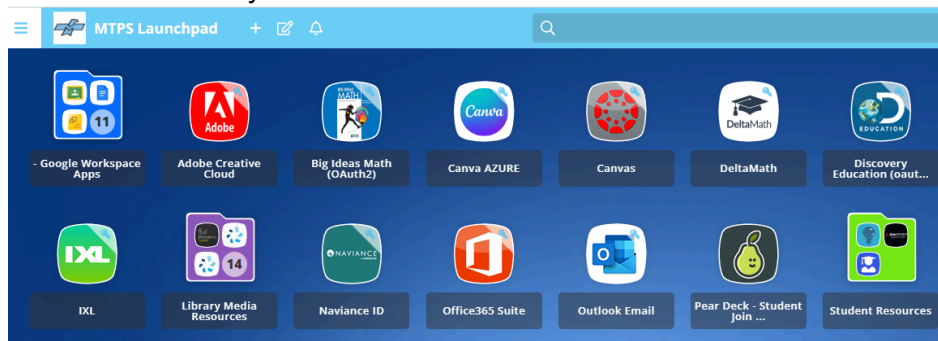 y
MTPS Launchpad
11
Adobe
BIG IDEAS
MATH
Canva
DeltaMath
EDUCATION
- Google Workspace
Apps
Adobe Creative
Cloud
Big Ideas Math
(OAuth2)
Canva AZURE
Canvas
DeltaMath
Discovery
Education (oaut...
IXL
14
NAVIANCE
IXL
Library Media
Resources
Naviance ID
Office365 Suite
Outlook Email
Pear Deck - Student
Join ...
Student Resources